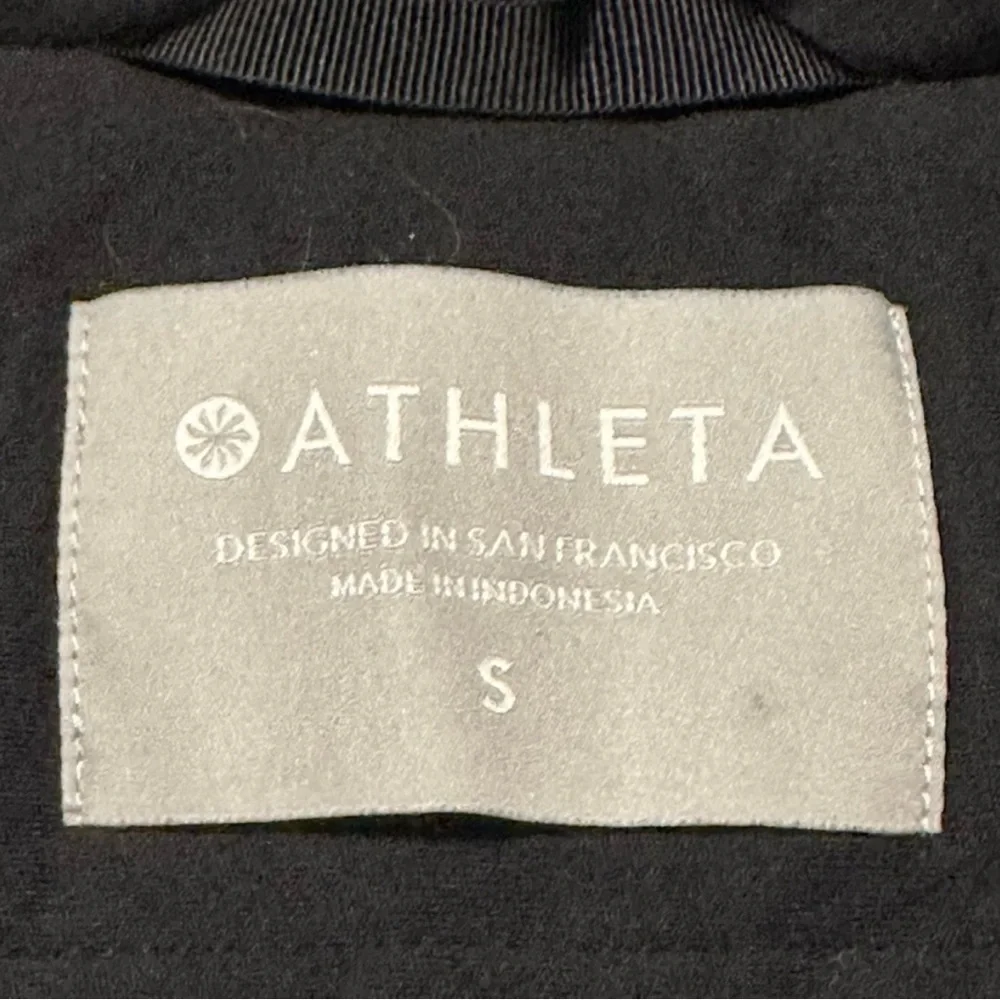 ATHLETA
DESIGNED IN SAN FRANCISCO
MADE IN INDONESIA
S